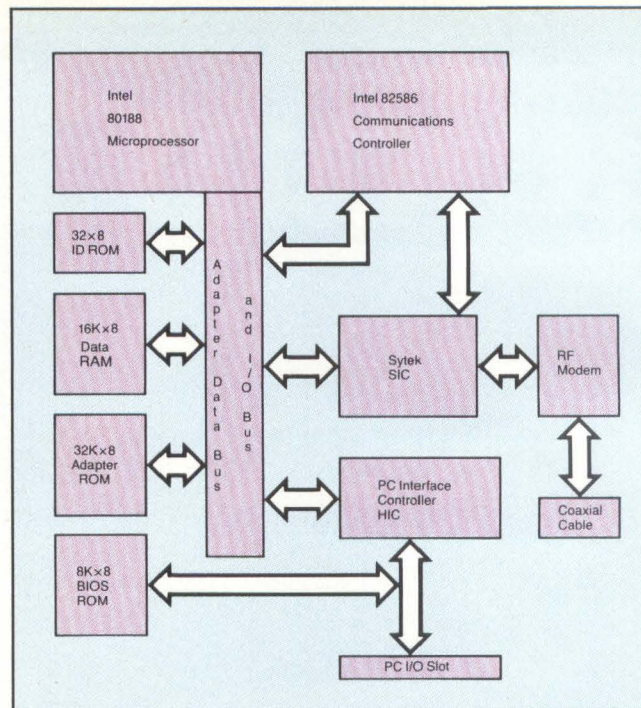 Intel
80188
Microprocessor
Intel 82586
Communications
Controller
32×8
ID ROM
16K×8
Data
RAM
32K×8
Adapter
ROM
8K×8
BIOS
ROM
Adapter Data Bus
and I/O Bus
Sytek
SIC
RF
Modem
PC Interface
Controller
HIC
Coaxial
Cable
PC I/O Slot